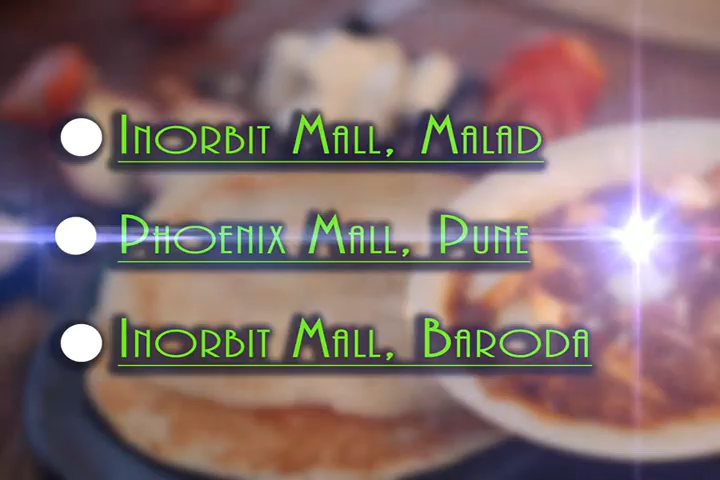 Inorbit Mall, Malad
Phoenix Mall, Pune
Inorbit Mall, Baroda